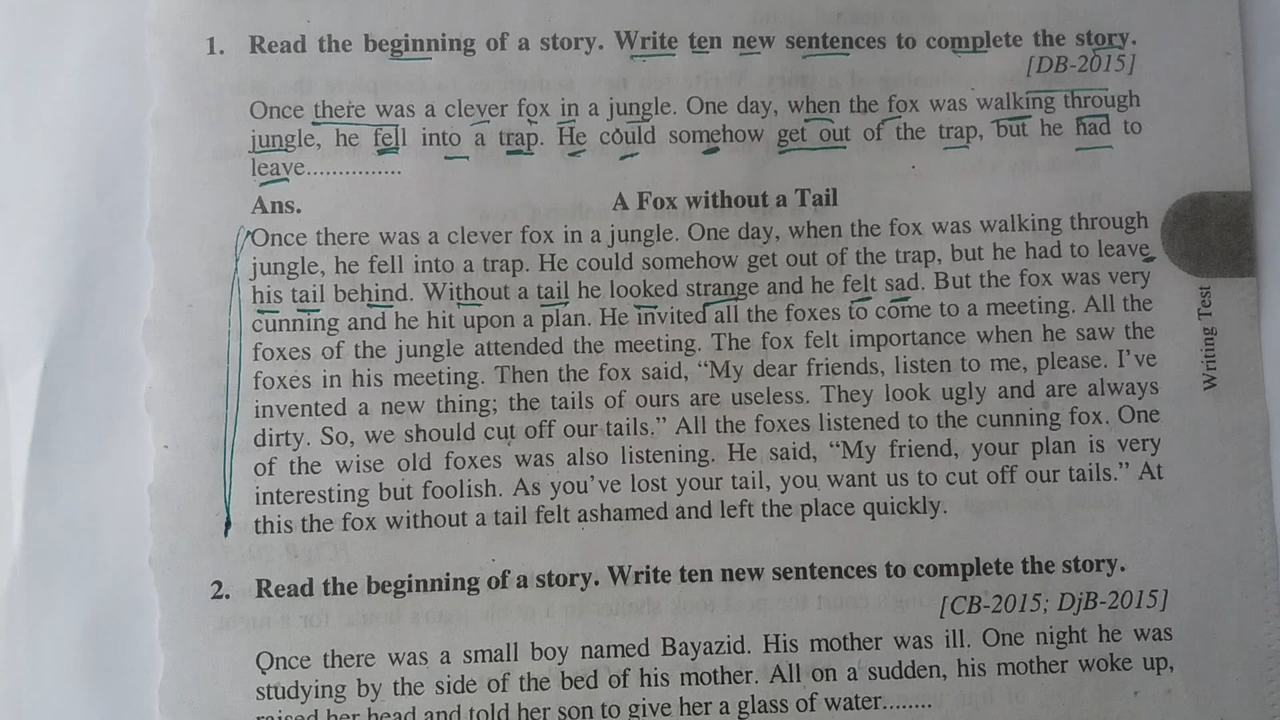 1. Read the beginning of a story. Write ten new sentences to complete the story.
[DB-2015]
Once there was a clever fox in a jungle. One day, when the fox was walking through
jungle, he fell into a trap. He could somehow get out of the trap, but he had to
leave...............
Ans. A Fox without a Tail
Once there was a clever fox in a jungle. One day, when the fox was walking through
jungle, he fell into a trap. He could somehow get out of the trap, but he had to leave
his tail behind. Without a tail he looked strange and he felt sad. But the fox was very
cunning and he hit upon a plan. He invited all the foxes to come to a meeting. All the
foxes of the jungle attended the meeting. The fox felt importance when he saw the
foxes in his meeting. Then the fox said, “My dear friends, listen to me, please. I’ve
invented a new thing; the tails of ours are useless. They look ugly and are always
dirty. So, we should cut off our tails.” All the foxes listened to the cunning fox. One
of the wise old foxes was also listening. He said, “My friend, your plan is very
interesting but foolish. As you’ve lost your tail, you want us to cut off our tails.” At
this the fox without a tail felt ashamed and left the place quickly.
Writing Test
2. Read the beginning of a story. Write ten new sentences to complete the story.
[CB-2015; DjB-2015]
Once there was a small boy named Bayazid. His mother was ill. One night he was
studying by the side of the bed of his mother. All on a sudden, his mother woke up,
raised her head and told her son to give her a glass of water........